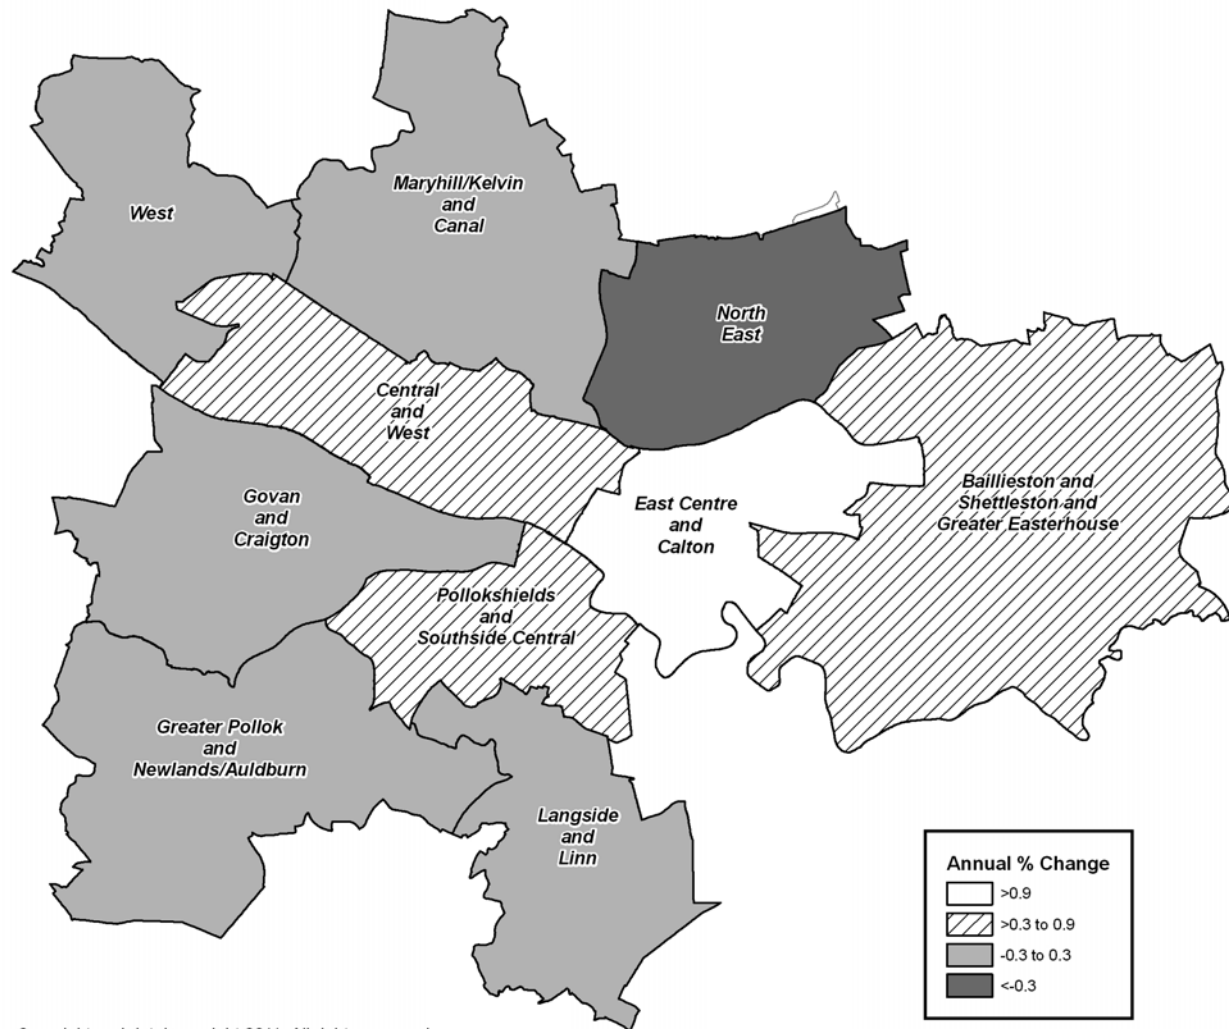 Maryhill/Kelvin
and
Canal
West
North
East
Central
and
West
Baillieston and
Shettleston and
Greater Easterhouse
Govan
and
Craigton
East Centre
and
Calton
Pollokshields
and
Southside Central
Greater Pollok
and
Newlands/Auldburn
Langside
and
Linn
Annual % Change
>0.9
>0.3 to 0.9
-0.3 to 0.3
<-0.3